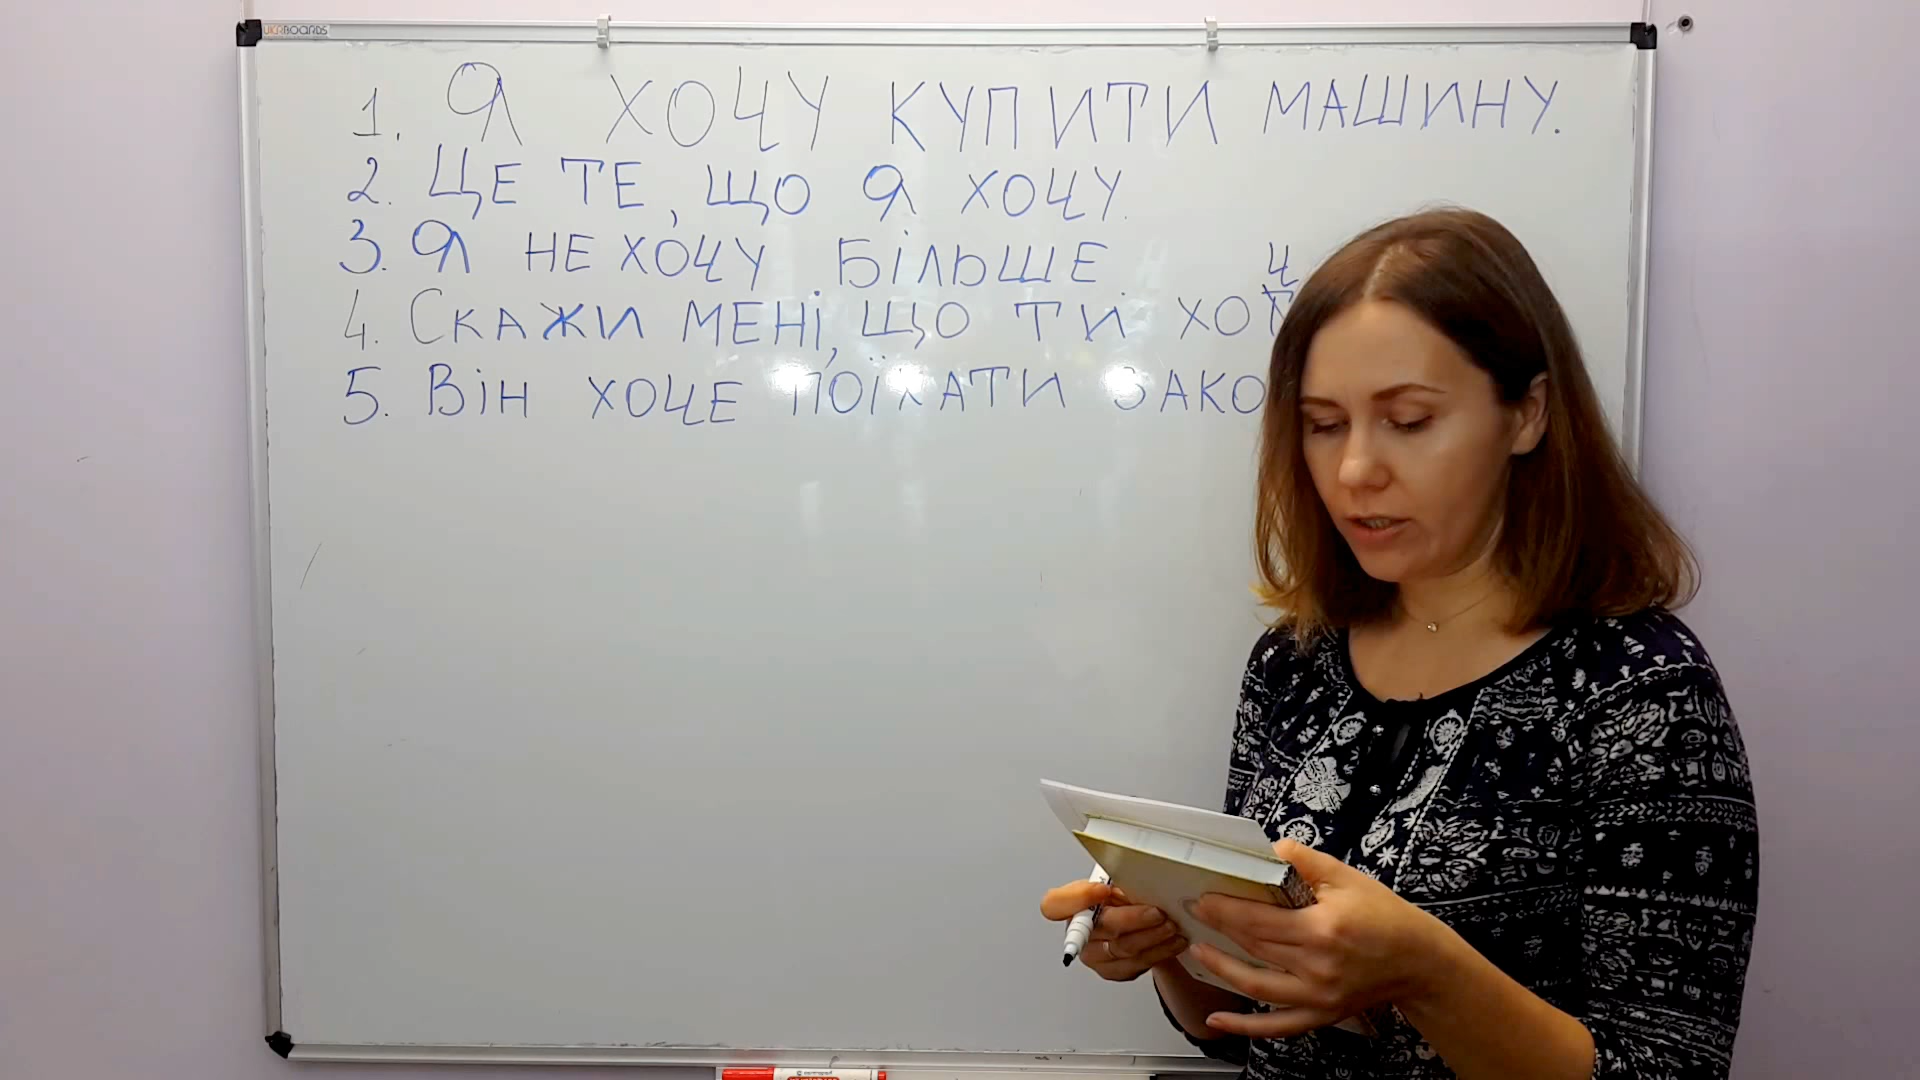 UKRBOARDS
1. Я ХОЧУ КУПИТИ МАШИНУ.
2. ЦЕ ТЕ, ЩО Я ХОЧУ.
3. Я НЕ ХОЧУ БІЛЬШЕ.
4. СКАЖИ МЕНІ, ЩО ТИ
5. ВІН ХОЧЕ ПОЇХАТИ